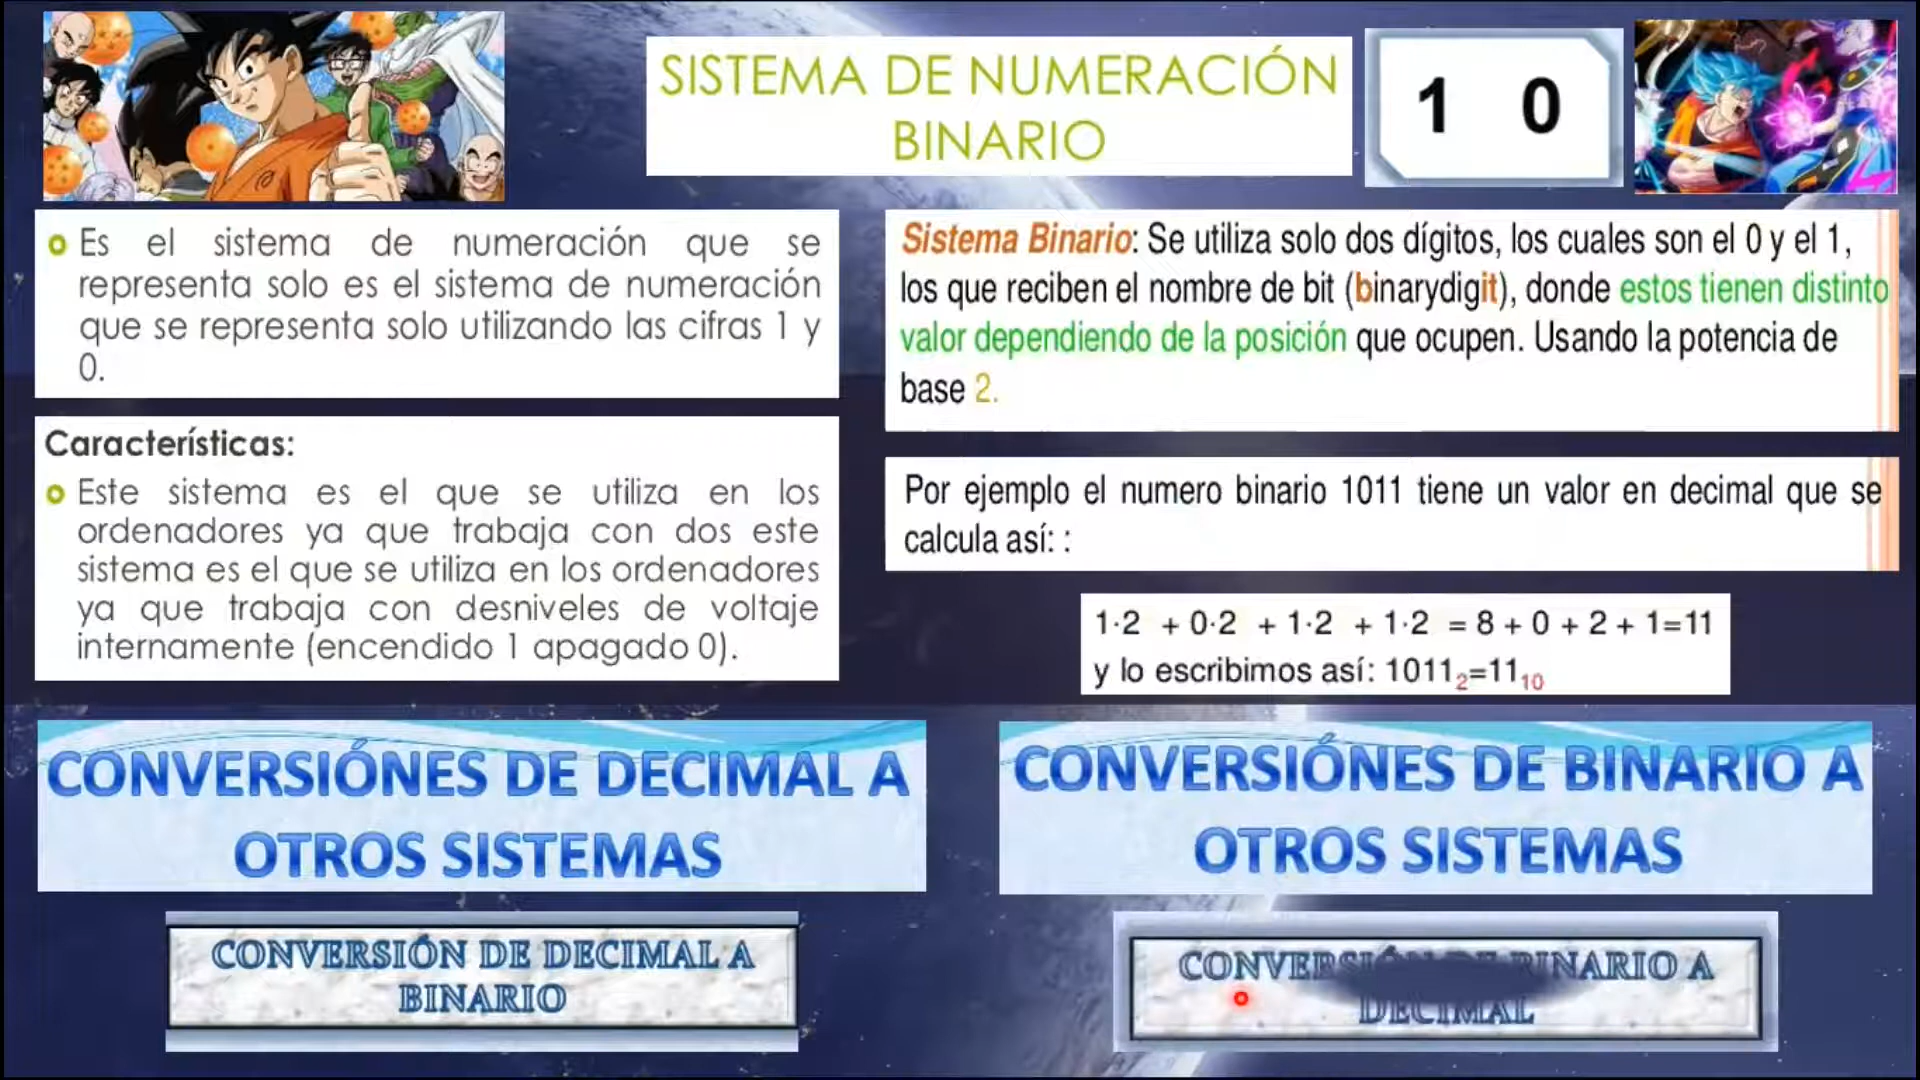 SISTEMA DE NUMERACIÓN
BINARIO
1 0
Es el sistema de numeración que se
representa solo es el sistema de numeración
que se representa solo utilizando las cifras 1 y
0.
Características:
Este sistema es el que se utiliza en los
ordenadores ya que trabaja con dos este
sistema es el que se utiliza en los ordenadores
ya que trabaja con desniveles de voltaje
internamente (encendido 1 apagado 0).
Sistema Binario: Se utiliza solo dos dígitos, los cuales son el 0 y el 1,
los que reciben el nombre de bit (binarydigit), donde estos tienen distinto
valor dependiendo de la posición que ocupen. Usando la potencia de
base 2.
Por ejemplo el numero binario 1011 tiene un valor en decimal que se
calcula así: :
1·2 + 0·2 + 1·2 + 1·2 = 8 + 0 + 2 + 1=11
y lo escribimos así: 1011₂=11₁₀
CONVERSIÓNES DE DECIMAL A
OTROS SISTEMAS
CONVERSIÓN DE DECIMAL A
BINARIO
CONVERSIÓNES DE BINARIO A
OTROS SISTEMAS
CONVERSIÓN DE BINARIO A
DECIMAL